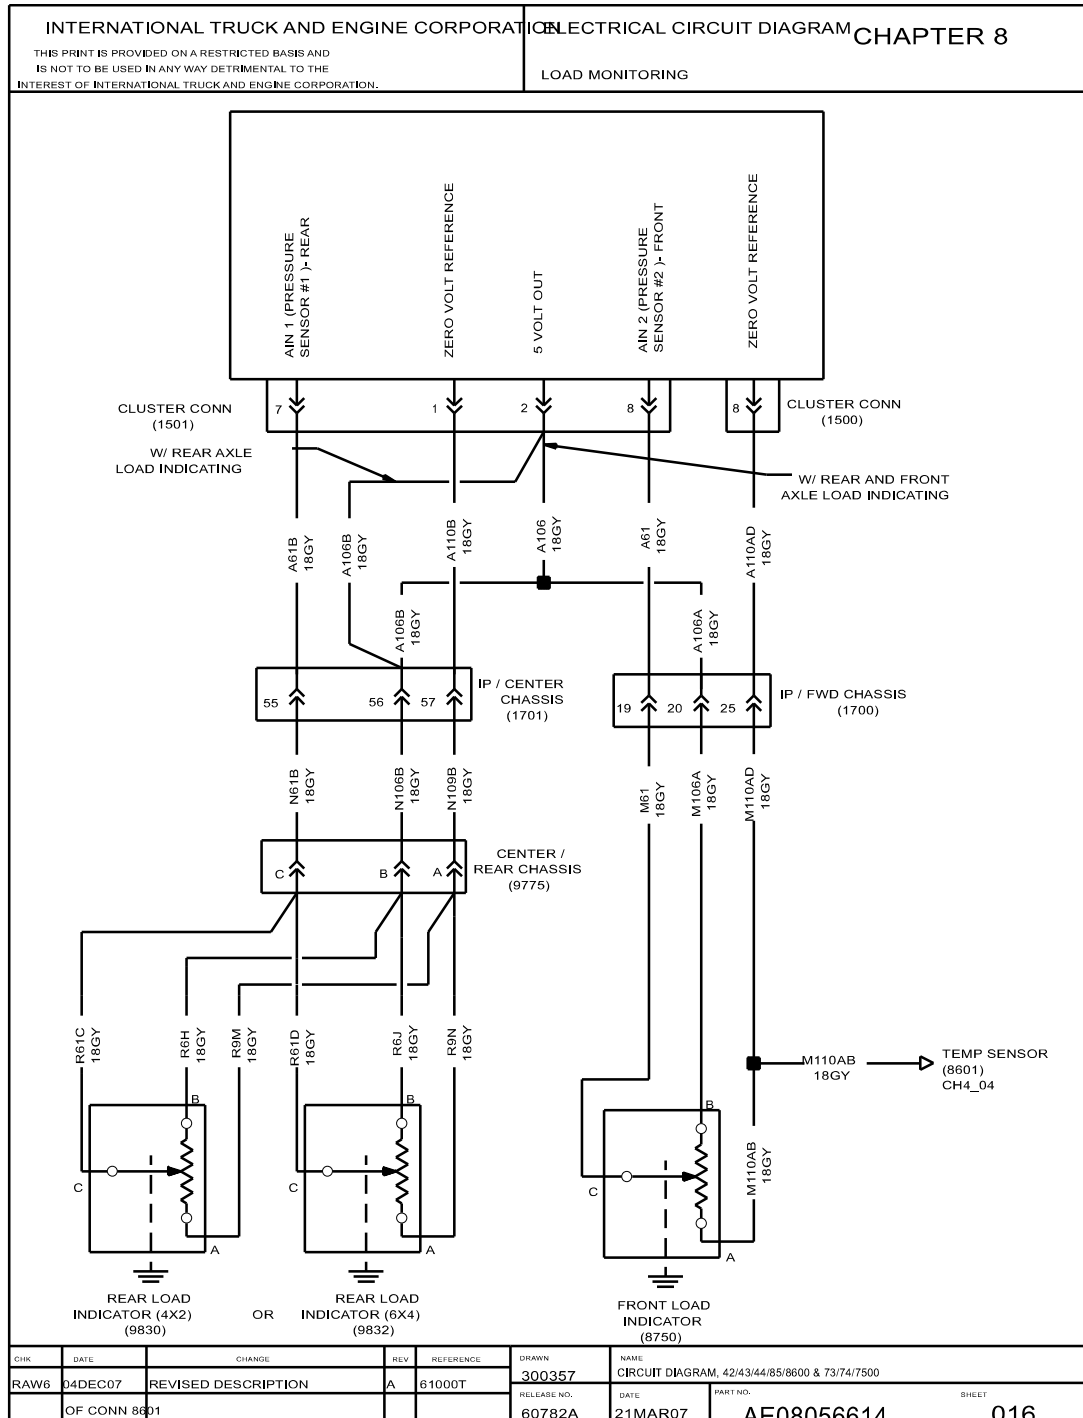 INTERNATIONAL TRUCK AND ENGINE CORPORATION
ELECTRICAL CIRCUIT DIAGRAM
CHAPTER 8
THIS PRINT IS PROVIDED ON A RESTRICTED BASIS AND
IS NOT TO BE USED IN ANY WAY DETRIMENTAL TO THE
INTEREST OF INTERNATIONAL TRUCK AND ENGINE CORPORATION.
LOAD MONITORING
AIN 1 (PRESSURE
SENSOR #1 )- REAR
ZERO VOLT REFERENCE
5 VOLT OUT
AIN 2 (PRESSURE
SENSOR #2 )- FRONT
ZERO VOLT REFERENCE
CLUSTER CONN
(1501)
7
1
2
8
8
CLUSTER CONN
(1500)
W/ REAR AXLE
LOAD INDICATING
W/ REAR AND FRONT
AXLE LOAD INDICATING
A61B
18GY
A106B
18GY
A110B
18GY
A106
18GY
A61
18GY
A110AD
18GY
A106B
18GY
A106A
18GY
55
56
57
IP / CENTER
CHASSIS
(1701)
19
20
25
IP / FWD CHASSIS
(1700)
N61B
18GY
N106B
18GY
N109B
18GY
M61
18GY
M106A
18GY
M110AD
18GY
C
B
A
CENTER /
REAR CHASSIS
(9775)
R61C
18GY
R6H
18GY
R9M
18GY
R61D
18GY
R6J
18GY
R9N
18GY
M110AB
18GY
TEMP SENSOR
(8601)
CH4_04
M110AB
18GY
B
C
A
B
C
A
B
C
A
REAR LOAD
INDICATOR (4X2)
(9830)
OR
REAR LOAD
INDICATOR (6X4)
(9832)
FRONT LOAD
INDICATOR
(8750)
CHK
DATE
CHANGE
REV
REFERENCE
DRAWN
NAME
RAW6
04DEC07
REVISED DESCRIPTION
A
61000T
300357
CIRCUIT DIAGRAM, 42/43/44/85/8600 & 73/74/7500
OF CONN 8601
RELEASE NO.
DATE
PART NO.
SHEET
60782A
21MAR07
AE08056614
016